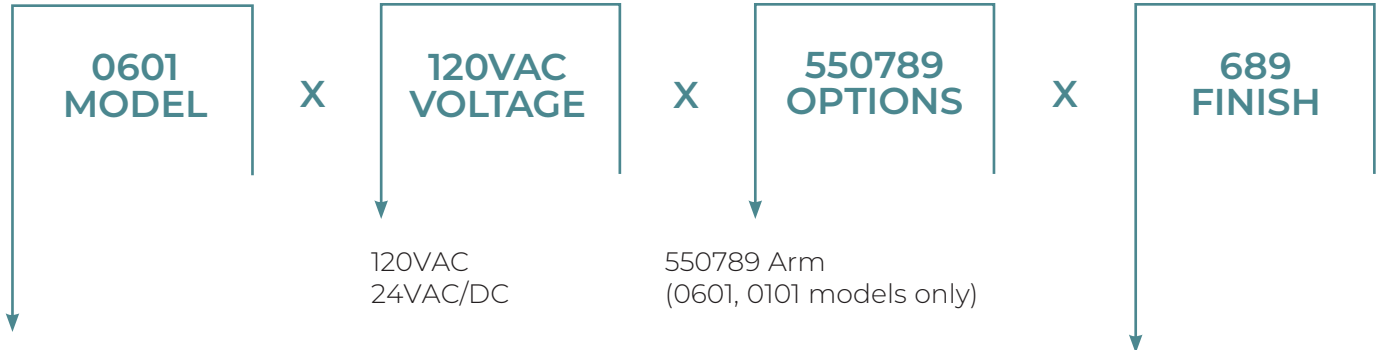 0601
MODEL
X
120VAC
VOLTAGE
X
550789
OPTIONS
X
689
FINISH
120VAC
24VAC/DC
550789 Arm
(0601, 0101 models only)